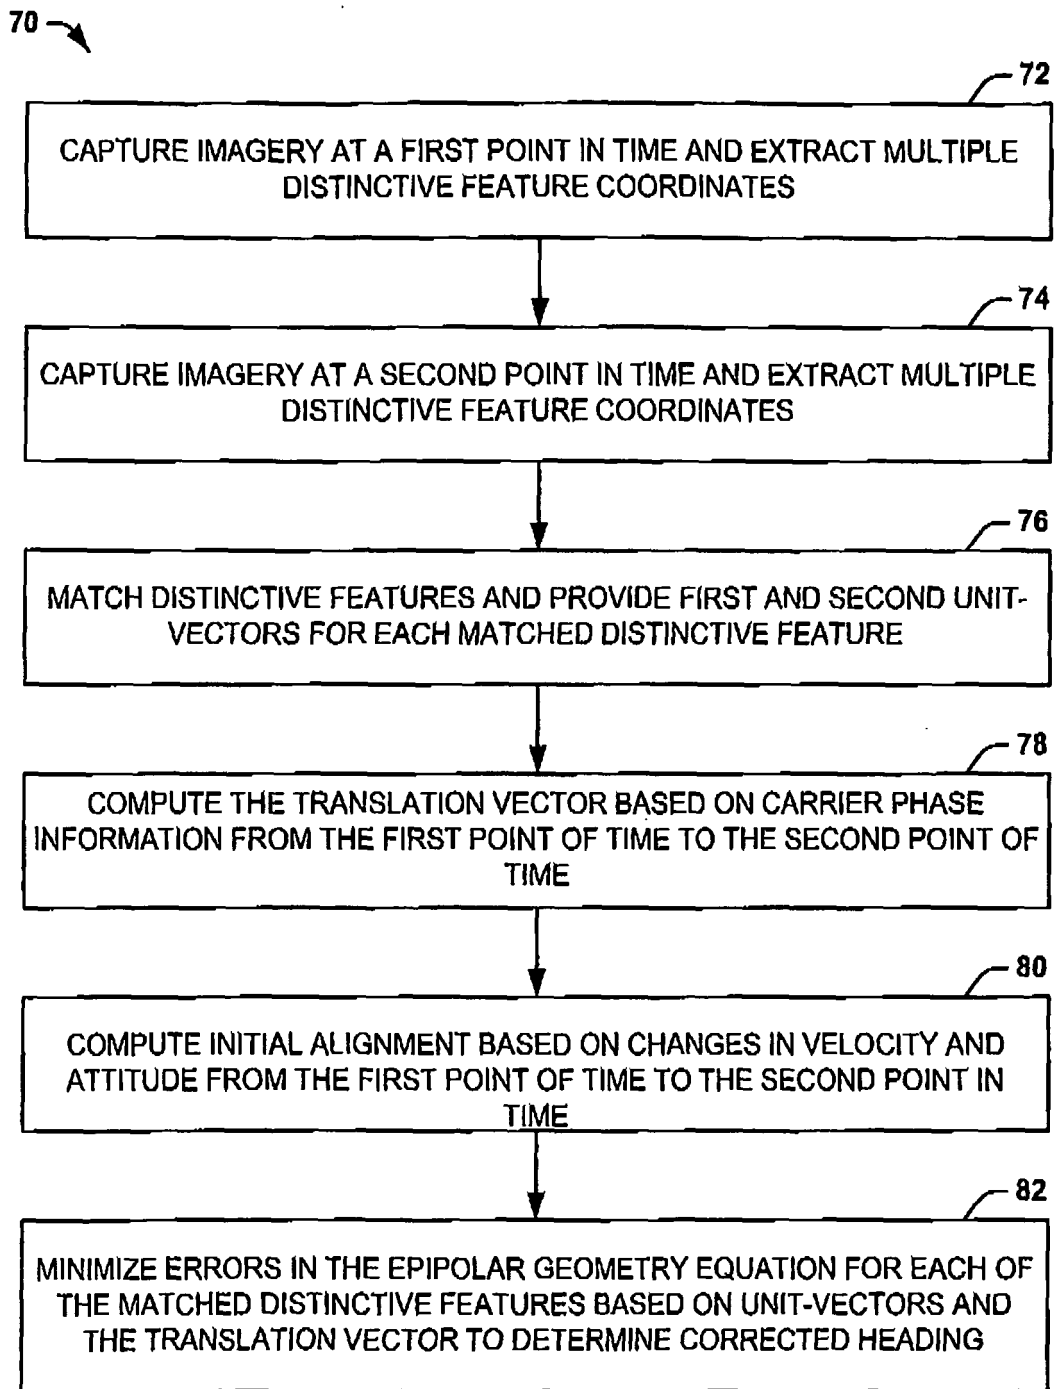 70
72
CAPTURE IMAGERY AT A FIRST POINT IN TIME AND EXTRACT MULTIPLE
DISTINCTIVE FEATURE COORDINATES
74
CAPTURE IMAGERY AT A SECOND POINT IN TIME AND EXTRACT MULTIPLE
DISTINCTIVE FEATURE COORDINATES
76
MATCH DISTINCTIVE FEATURES AND PROVIDE FIRST AND SECOND UNIT-
VECTORS FOR EACH MATCHED DISTINCTIVE FEATURE
78
COMPUTE THE TRANSLATION VECTOR BASED ON CARRIER PHASE
INFORMATION FROM THE FIRST POINT OF TIME TO THE SECOND POINT OF
TIME
80
COMPUTE INITIAL ALIGNMENT BASED ON CHANGES IN VELOCITY AND
ATTITUDE FROM THE FIRST POINT OF TIME TO THE SECOND POINT IN
TIME
82
MINIMIZE ERRORS IN THE EPIPOLAR GEOMETRY EQUATION FOR EACH OF
THE MATCHED DISTINCTIVE FEATURES BASED ON UNIT-VECTORS AND
THE TRANSLATION VECTOR TO DETERMINE CORRECTED HEADING